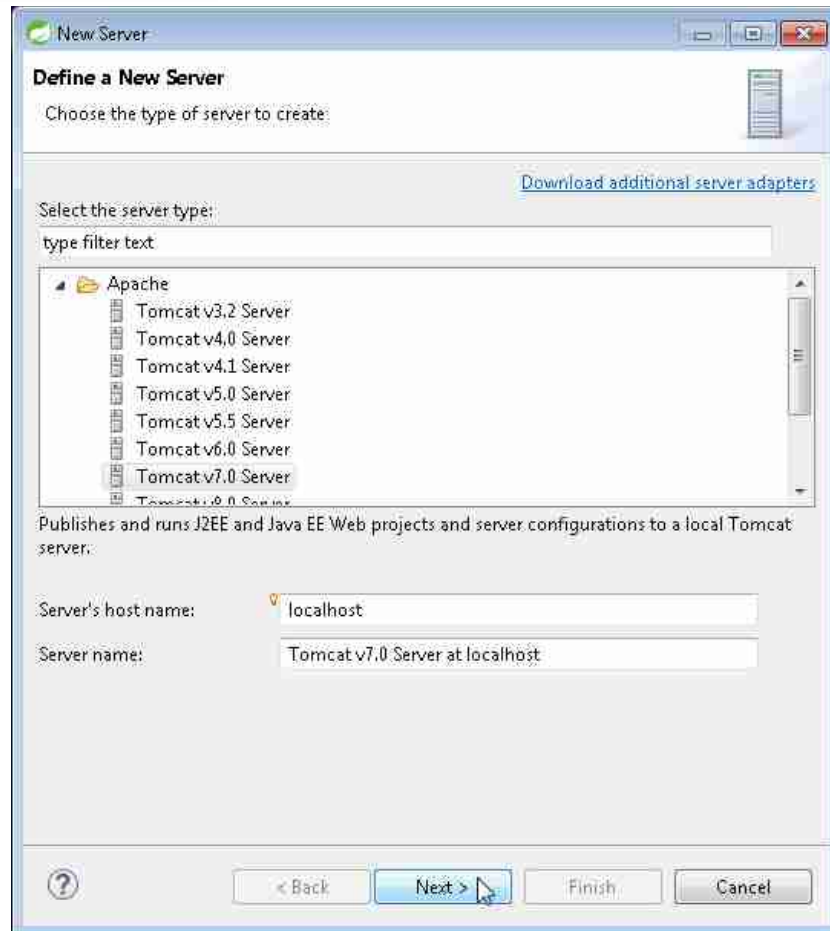 New Server
Define a New Server
Choose the type of server to create
Download additional server adapters
Select the server type:
type filter text
Apache
Tomcat v3.2 Server
Tomcat v4.0 Server
Tomcat v4.1 Server
Tomcat v5.0 Server
Tomcat v5.5 Server
Tomcat v6.0 Server
Tomcat v7.0 Server
Tomcat v8.0 Server
Publishes and runs J2EE and Java EE Web projects and server configurations to a local Tomcat
server.
Server's host name: localhost
Server name: Tomcat v7.0 Server at localhost
? < Back Next > Finish Cancel